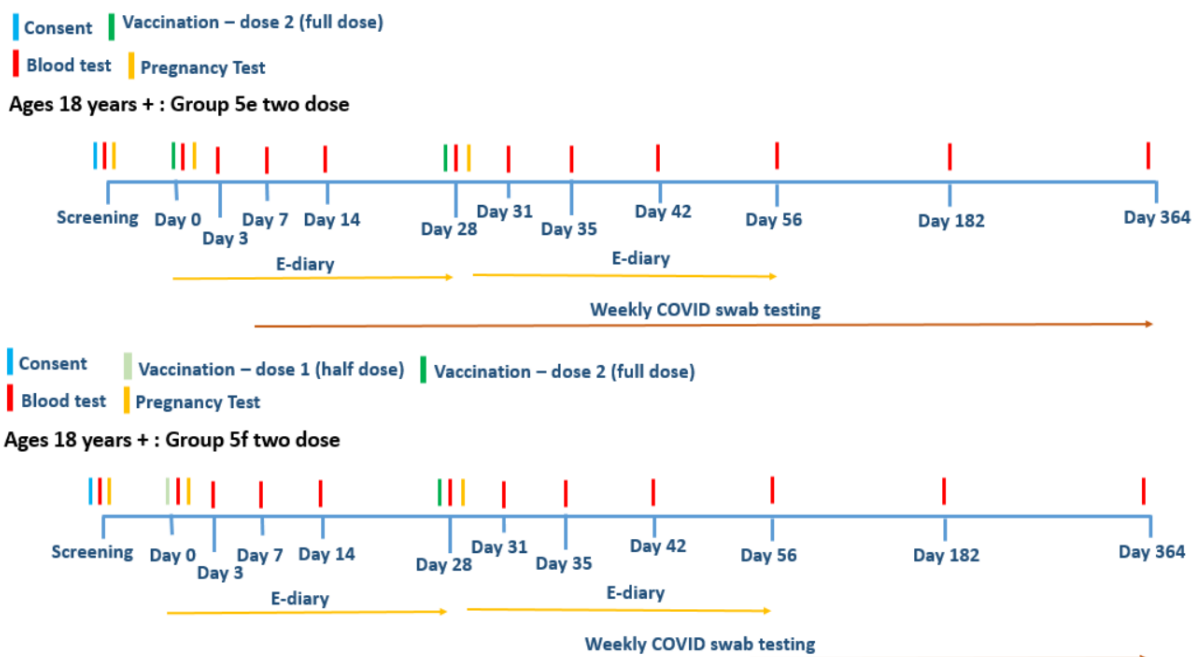 Consent Vaccination – dose 2 (full dose)
Blood test Pregnancy Test
Ages 18 years + : Group 5e two dose
Screening Day 0 Day 3 Day 7 Day 14 Day 28 Day 31 Day 35 Day 42 Day 56 Day 182 Day 364
E-diary E-diary
Weekly COVID swab testing
Consent Vaccination – dose 1 (half dose) Vaccination – dose 2 (full dose)
Blood test Pregnancy Test
Ages 18 years + : Group 5f two dose
Screening Day 0 Day 3 Day 7 Day 14 Day 28 Day 31 Day 35 Day 42 Day 56 Day 182 Day 364
E-diary E-diary
Weekly COVID swab testing